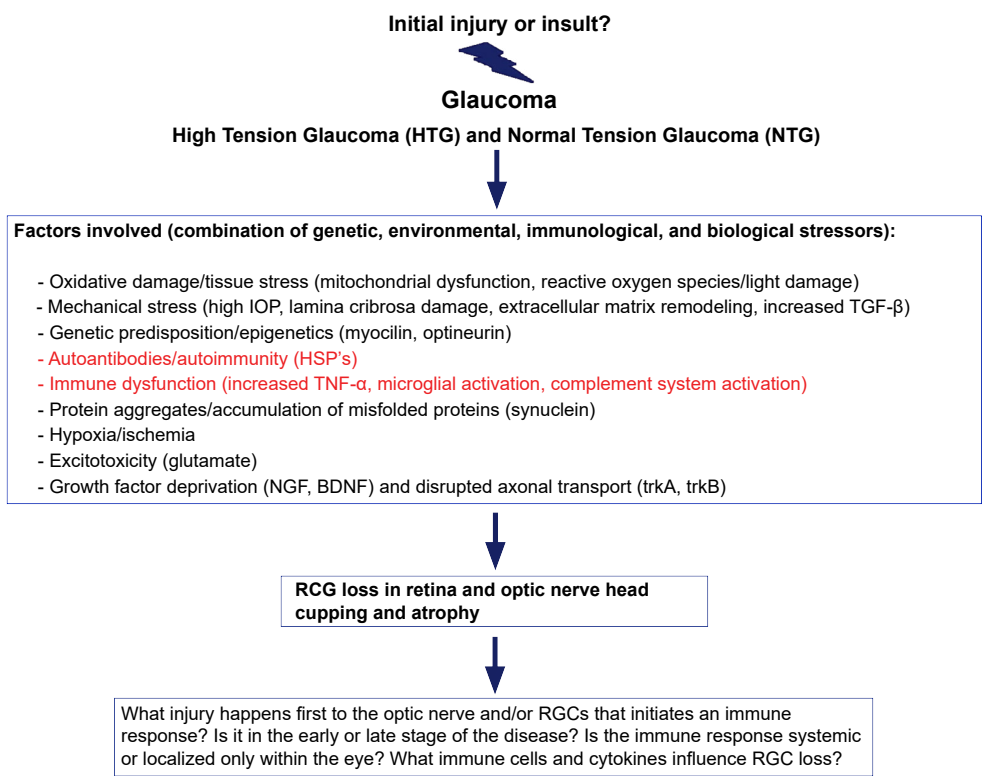 Initial injury or insult?
Glaucoma
High Tension Glaucoma (HTG) and Normal Tension Glaucoma (NTG)
Factors involved (combination of genetic, environmental, immunological, and biological stressors):
- Oxidative damage/tissue stress (mitochondrial dysfunction, reactive oxygen species/light damage)
- Mechanical stress (high IOP, lamina cribrosa damage, extracellular matrix remodeling, increased TGF-β)
- Genetic predisposition/epigenetics (myocilin, optineurin)
- Autoantibodies/autoimmunity (HSP's)
- Immune dysfunction (increased TNF-α, microglial activation, complement system activation)
- Protein aggregates/accumulation of misfolded proteins (synuclein)
- Hypoxia/ischemia
- Excitotoxicity (glutamate)
- Growth factor deprivation (NGF, BDNF) and disrupted axonal transport (trkA, trkB)
RCG loss in retina and optic nerve head
cupping and atrophy
What injury happens first to the optic nerve and/or RGCs that initiates an immune
response? Is it in the early or late stage of the disease? Is the immune response systemic
or localized only within the eye? What immune cells and cytokines influence RGC loss?